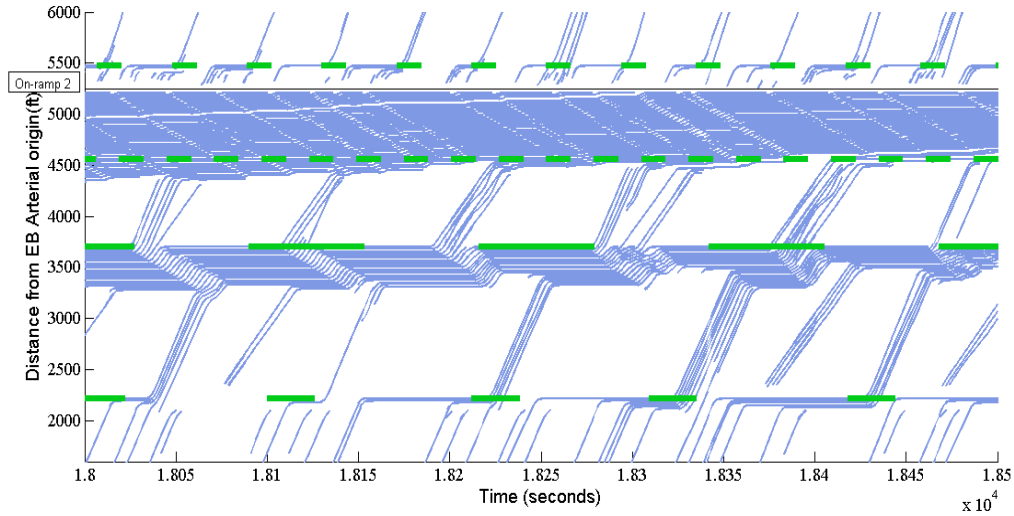 6000
5500
On-ramp 2
5000
4500
4000
3500
3000
2500
2000
Distance from EB Arterial origin(ft)
1.8 1.805 1.81 1.815 1.82 1.825 1.83 1.835 1.84 1.845 1.85
Time (seconds)
x 10^4